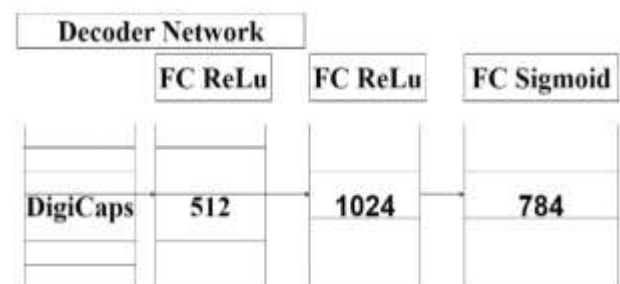 Decoder Network
FC ReLu FC ReLu FC Sigmoid
DigiCaps 512 1024 784